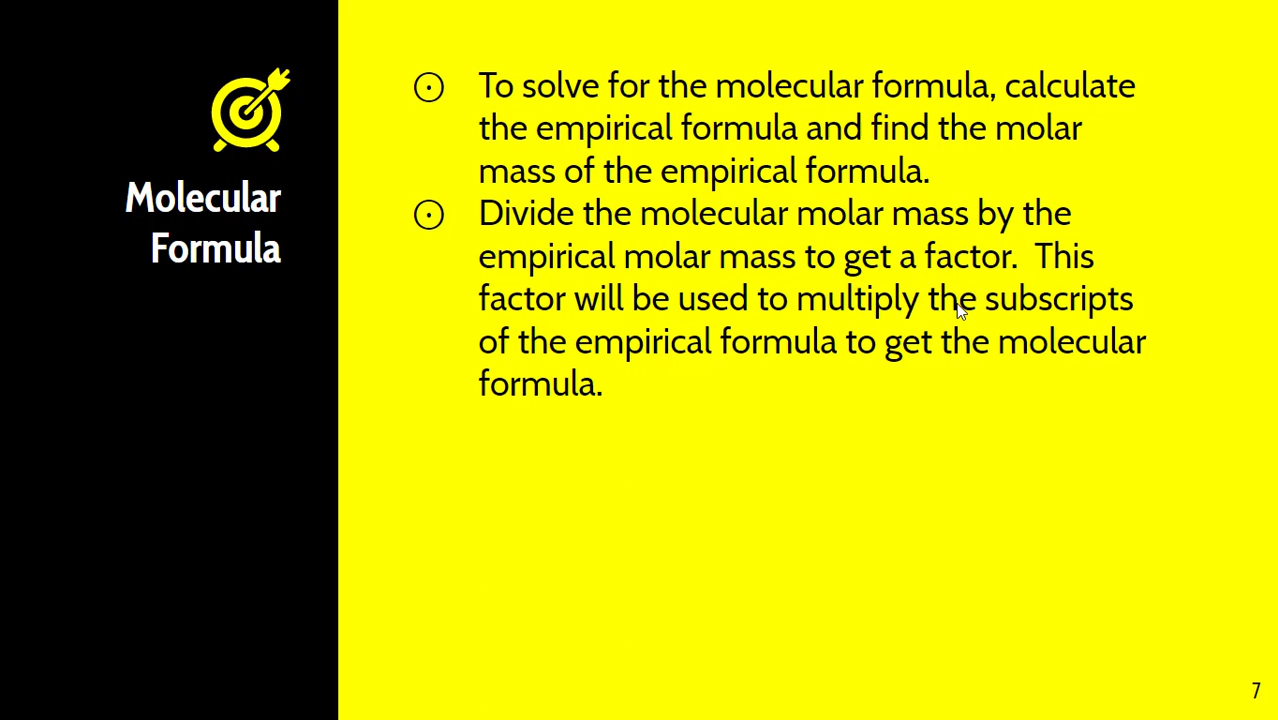 Molecular
Formula
To solve for the molecular formula, calculate
the empirical formula and find the molar
mass of the empirical formula.
Divide the molecular molar mass by the
empirical molar mass to get a factor.  This
factor will be used to multiply the subscripts
of the empirical formula to get the molecular
formula.
7